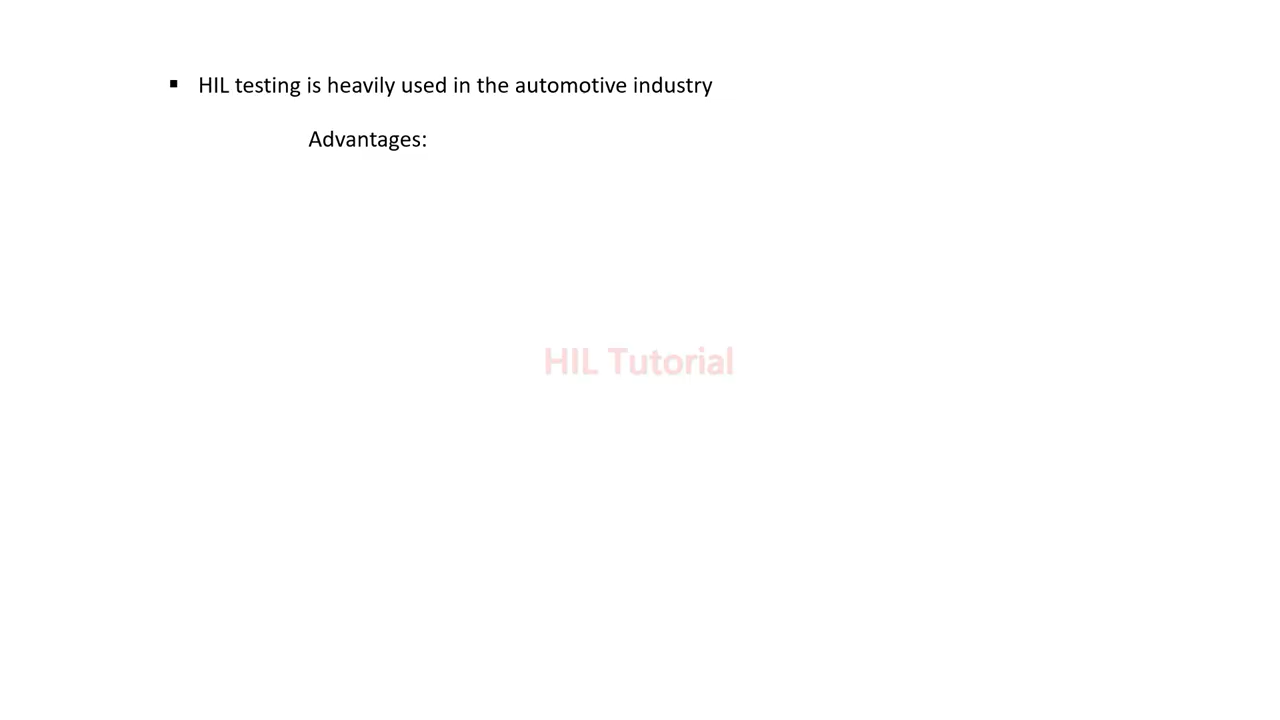 ▪ HIL testing is heavily used in the automotive industry
Advantages:
HIL Tutorial